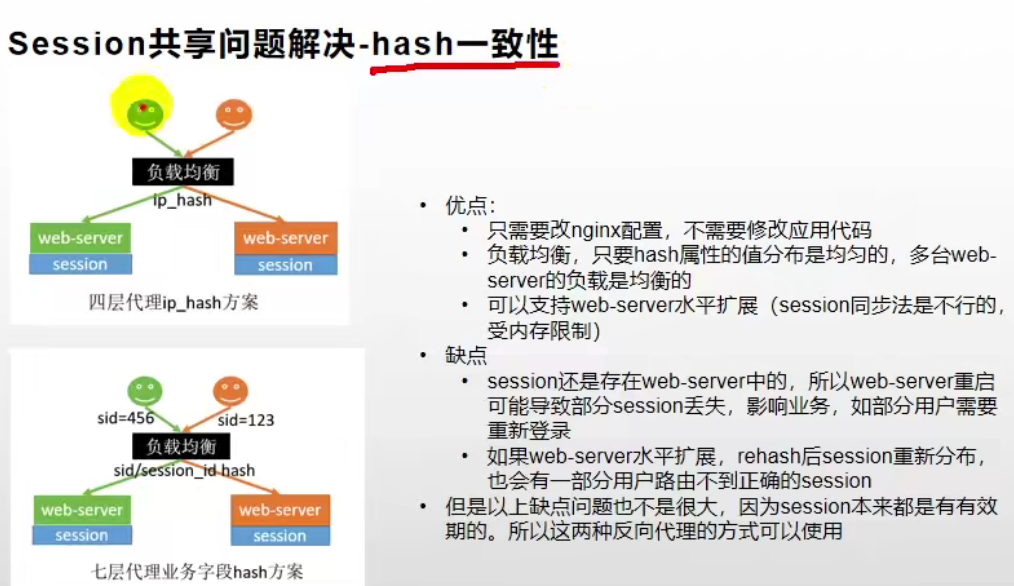 Session共享问题解决-hash一致性
负载均衡
ip_hash
web-server
web-server
session
session
四层代理ip_hash方案
sid=456
sid=123
负载均衡
sid/session_id hash
web-server
web-server
session
session
七层代理业务字段hash方案
• 优点：
• 只需要改nginx配置，不需要修改应用代码
• 负载均衡，只要hash属性的值分布是均匀的，多台web-
server的负载是均衡的
• 可以支持web-server水平扩展（session同步法是不行的，
受内存限制）
• 缺点
• session还是存在web-server中的，所以web-server重启
可能导致部分session丢失，影响业务，如部分用户需要
重新登录
• 如果web-server水平扩展，rehash后session重新分布，
也会有一部分用户路由不到正确的session
• 但是以上缺点问题也不是很大，因为session本来都是有有效
期的。所以这两种反向代理的方式可以使用